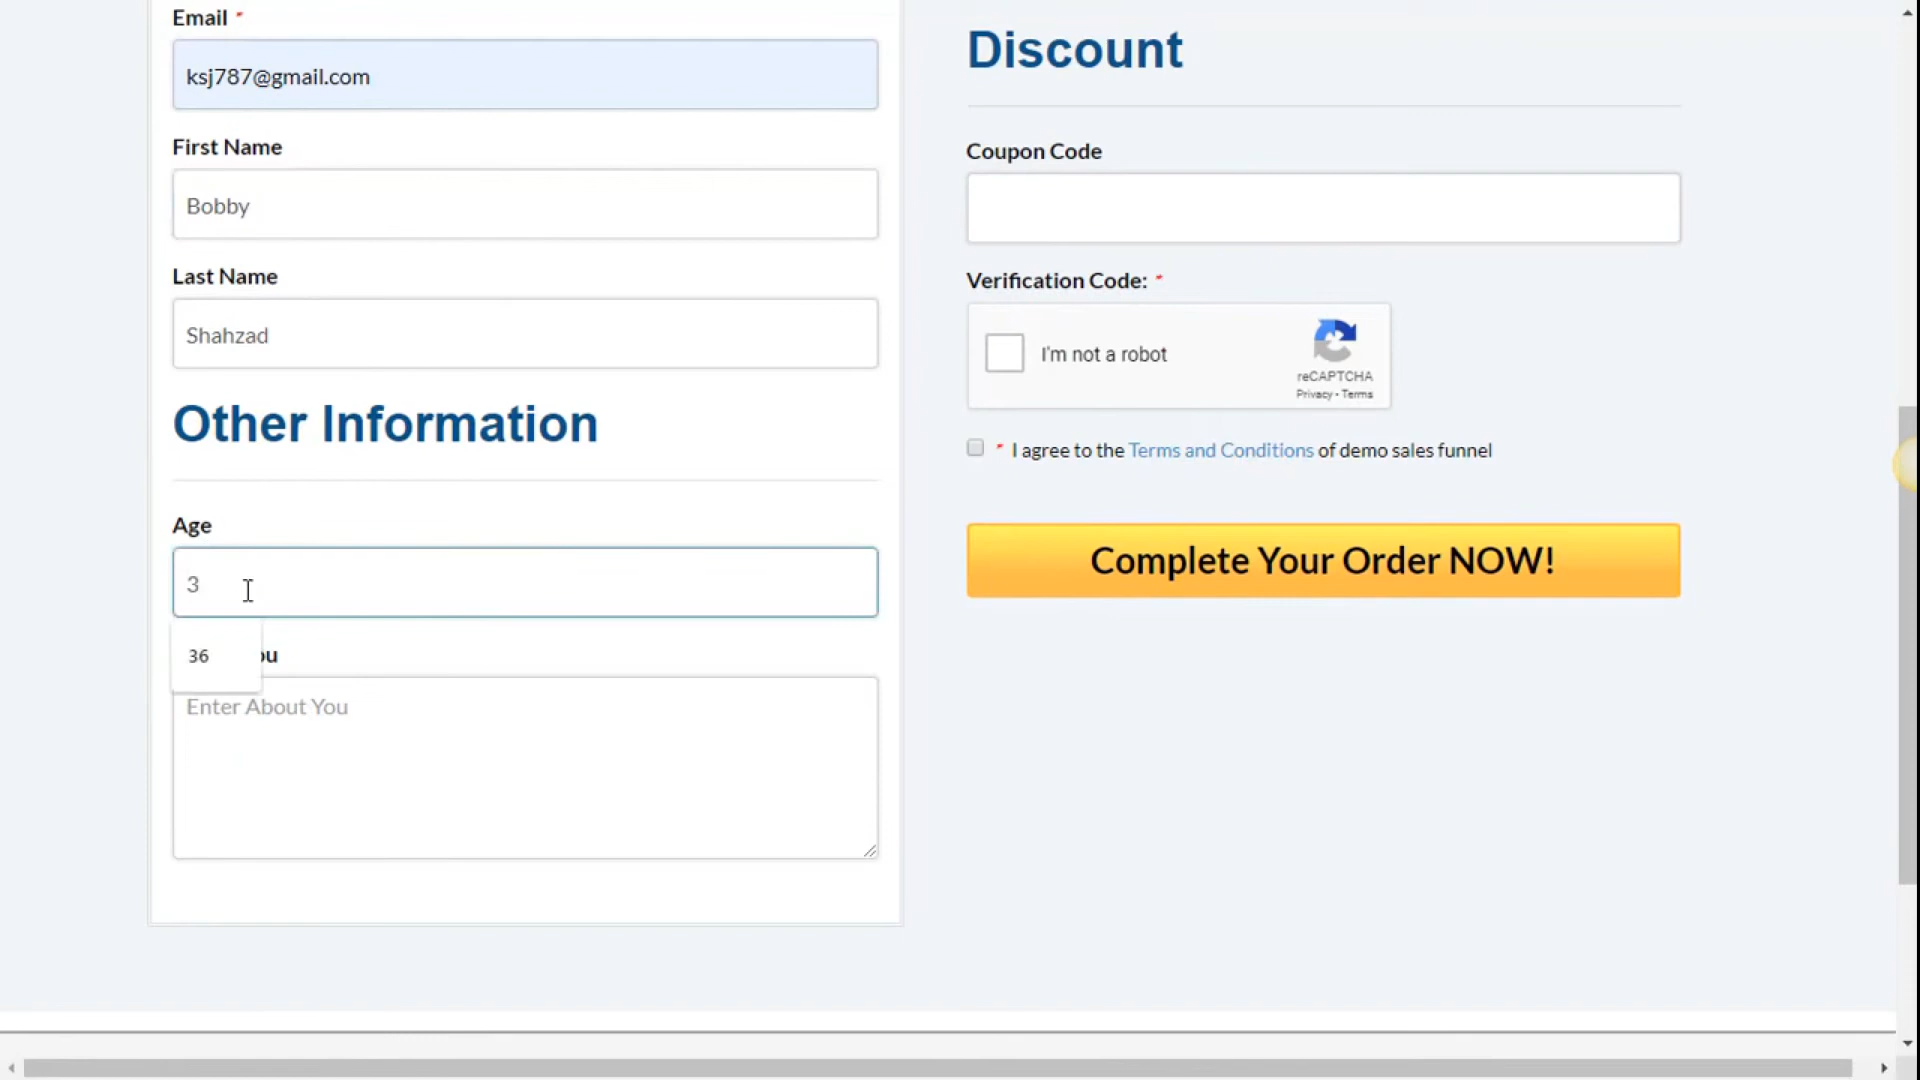 Email *
ksj787@gmail.com
First Name
Bobby
Last Name
Shahzad
Other Information
Age
3
36
ou
Enter About You
Discount
Coupon Code
Verification Code: *
I'm not a robot
reCAPTCHA
Privacy - Terms
* I agree to the Terms and Conditions of demo sales funnel
Complete Your Order NOW!